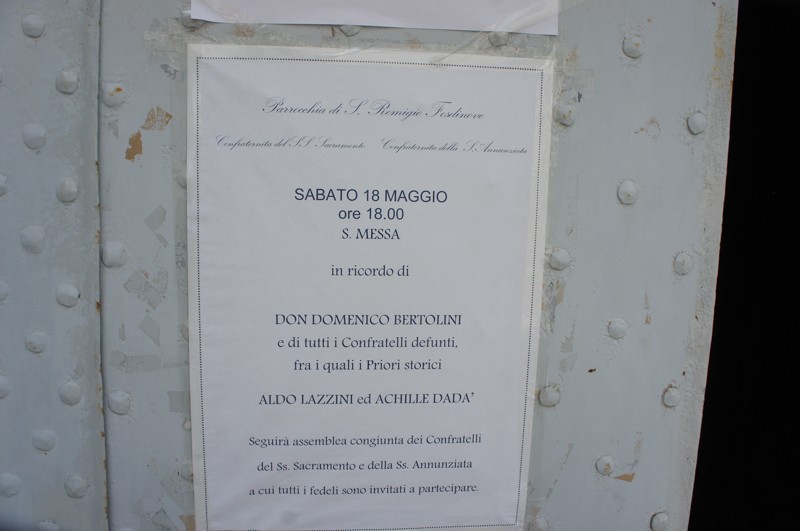 Parrocchia di S. Remigio Fosdinovo
Confraternita del S.S. Sacramento Confraternita della S. Annunziata
SABATO 18 MAGGIO
ore 18.00
S. MESSA
in ricordo di
DON DOMENICO BERTOLINI
e di tutti i Confratelli defunti,
fra i quali i Priori storici
ALDO LAZZINI ed ACHILLE DADA’
Seguirà assemblea congiunta dei Confratelli
del Ss. Sacramento e della Ss. Annunziata
a cui tutti i fedeli sono invitati a partecipare.